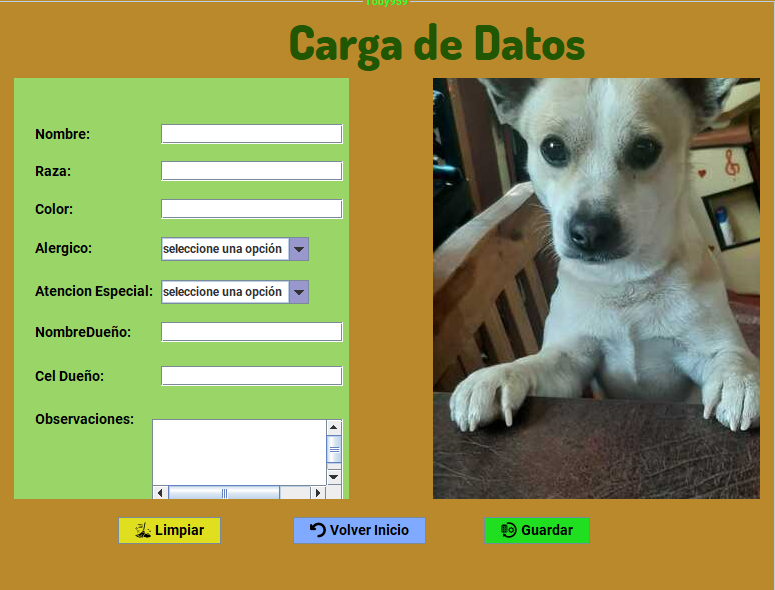 Toby959
Carga de Datos
Nombre:
Raza:
Color:
Alergico: seleccione una opción
Atencion Especial: seleccione una opción
NombreDueño:
Cel Dueño:
Observaciones:
Limpiar Volver Inicio Guardar